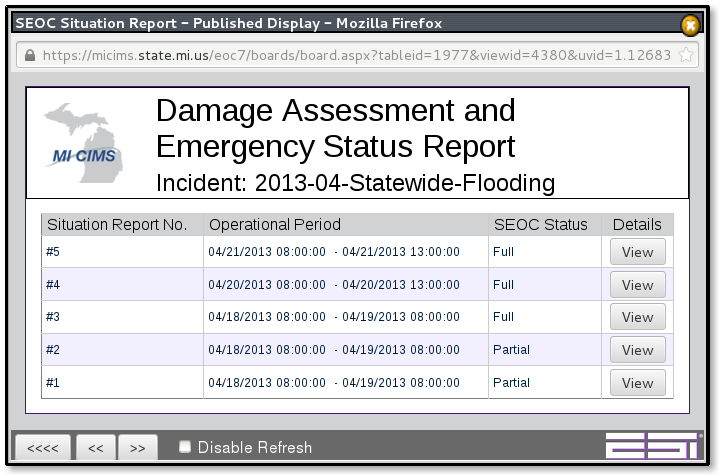 SEOC Situation Report - Published Display - Mozilla Firefox
https://micims.state.mi.us/eoc7/boards/board.aspx?tableid=1977&viewid=4380&uvid=1.12683
MI CIMS
Damage Assessment and
Emergency Status Report
Incident: 2013-04-Statewide-Flooding
Situation Report No. Operational Period SEOC Status Details
#5 04/21/2013 08:00:00 - 04/21/2013 13:00:00 Full View
#4 04/20/2013 08:00:00 - 04/20/2013 13:00:00 Full View
#3 04/18/2013 08:00:00 - 04/19/2013 08:00:00 Full View
#2 04/18/2013 08:00:00 - 04/19/2013 08:00:00 Partial View
#1 04/18/2013 08:00:00 - 04/19/2013 08:00:00 Partial View
<<<< << >> Disable Refresh